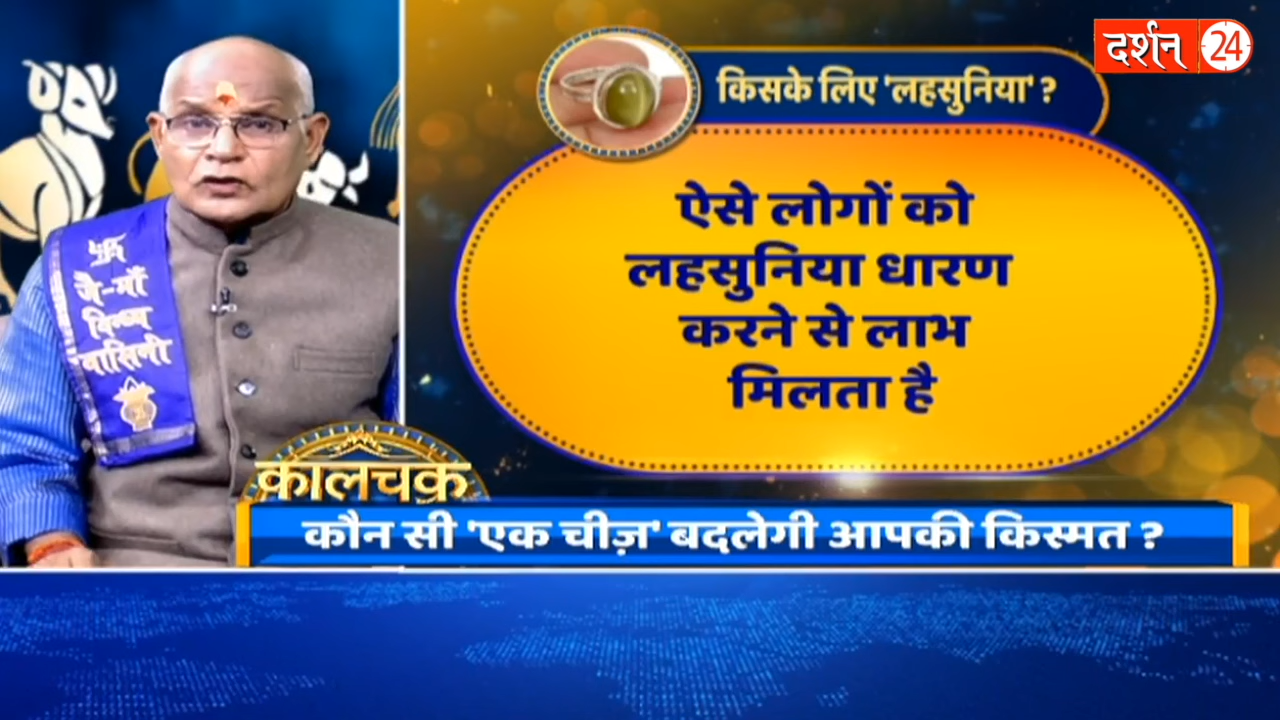 दर्शन 24
किसके लिए 'लहसुनिया' ?
ऐसे लोगों को
लहसुनिया धारण
करने से लाभ
मिलता है
जै-माँ
विन्ध्य
वासिनी
कालचक्र
कौन सी 'एक चीज़' बदलेगी आपकी किस्मत ?